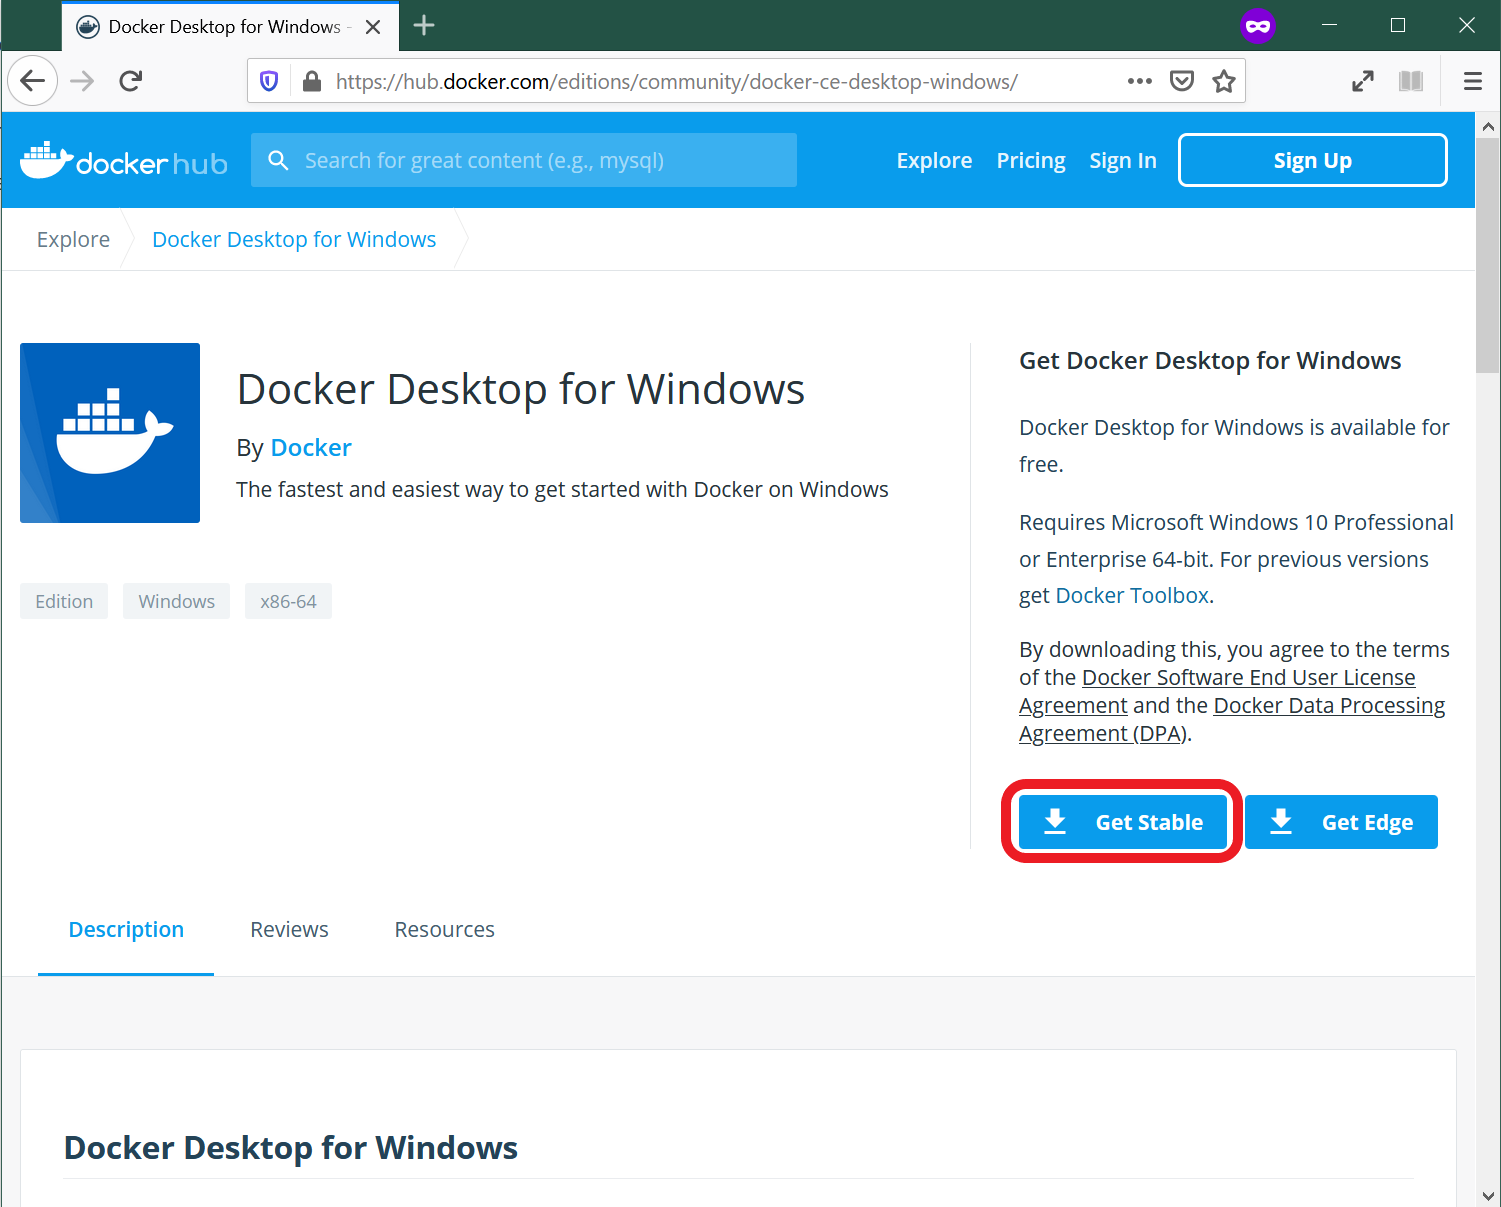 Docker Desktop for Windows -
https://hub.docker.com/editions/community/docker-ce-desktop-windows/
docker hub
Search for great content (e.g., mysql)
Explore
Pricing
Sign In
Sign Up
Explore
Docker Desktop for Windows
Docker Desktop for Windows
By Docker
The fastest and easiest way to get started with Docker on Windows
Edition
Windows
x86-64
Get Docker Desktop for Windows
Docker Desktop for Windows is available for
free.
Requires Microsoft Windows 10 Professional
or Enterprise 64-bit. For previous versions
get Docker Toolbox.
By downloading this, you agree to the terms
of the Docker Software End User License
Agreement and the Docker Data Processing
Agreement (DPA).
Get Stable
Get Edge
Description
Reviews
Resources
Docker Desktop for Windows